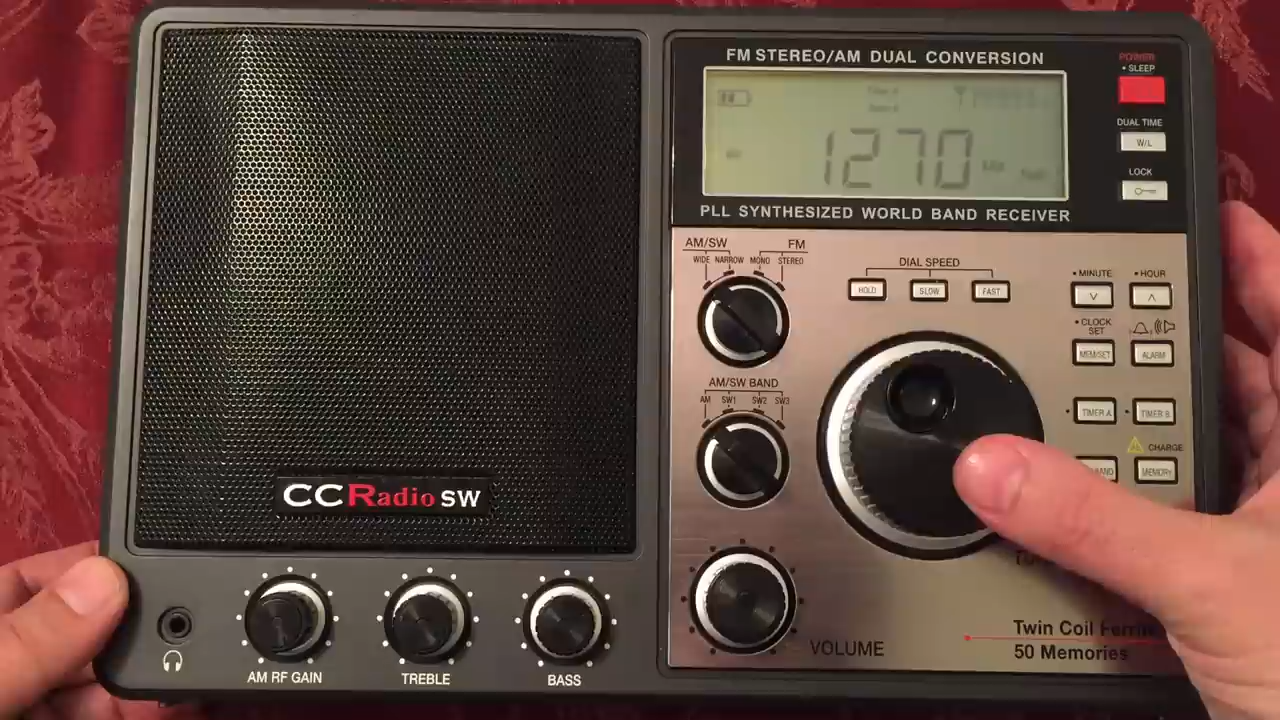 FM STEREO/AM DUAL CONVERSION
POWER
• SLEEP
1270
DUAL TIME
W/L
LOCK
PLL SYNTHESIZED WORLD BAND RECEIVER
AM/SW FM
WIDE NARROW MONO STEREO
DIAL SPEED
HOLD SLOW FAST
• MINUTE • HOUR
• CLOCK SET
MEM/SET ALARM
AM/SW BAND
AM SW1 SW2 SW3
TIMER A TIMER B
CHARGE
MEMORY
CCRadio SW
VOLUME
Twin Coil
50 Memories
AM RF GAIN TREBLE BASS